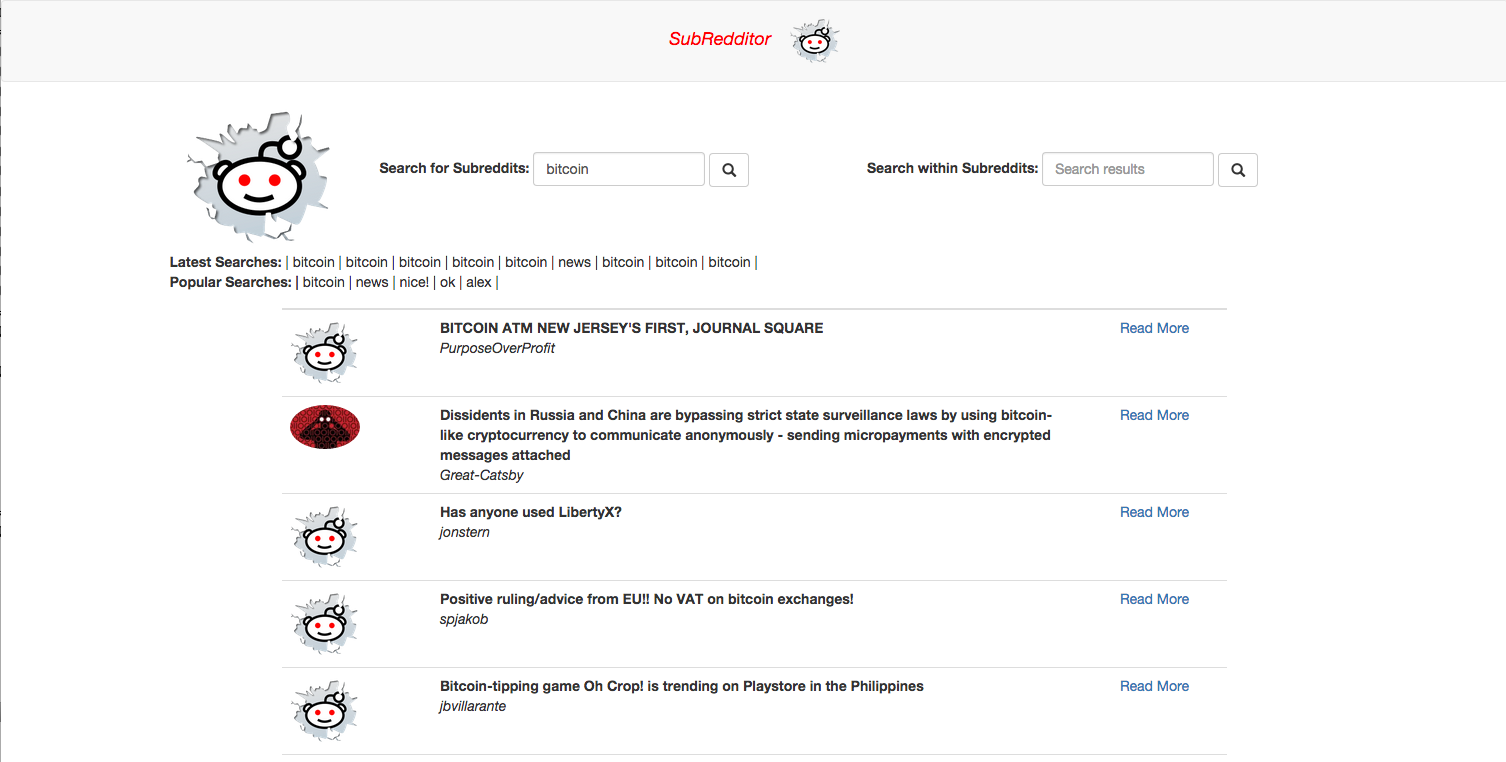 SubRedditor
Search for Subreddits: bitcoin
Search within Subreddits: Search results
Latest Searches: | bitcoin | bitcoin | bitcoin | bitcoin | bitcoin | news | bitcoin | bitcoin | bitcoin |
Popular Searches: | bitcoin | news | nice! | ok | alex |
BITCOIN ATM NEW JERSEY'S FIRST, JOURNAL SQUARE
PurposeOverProfit
Read More
Dissidents in Russia and China are bypassing strict state surveillance laws by using bitcoin-
like cryptocurrency to communicate anonymously - sending micropayments with encrypted
messages attached
Great-Catsby
Read More
Has anyone used LibertyX?
jonstern
Read More
Positive ruling/advice from EU!! No VAT on bitcoin exchanges!
spjakob
Read More
Bitcoin-tipping game Oh Crop! is trending on Playstore in the Philippines
jbvillarante
Read More